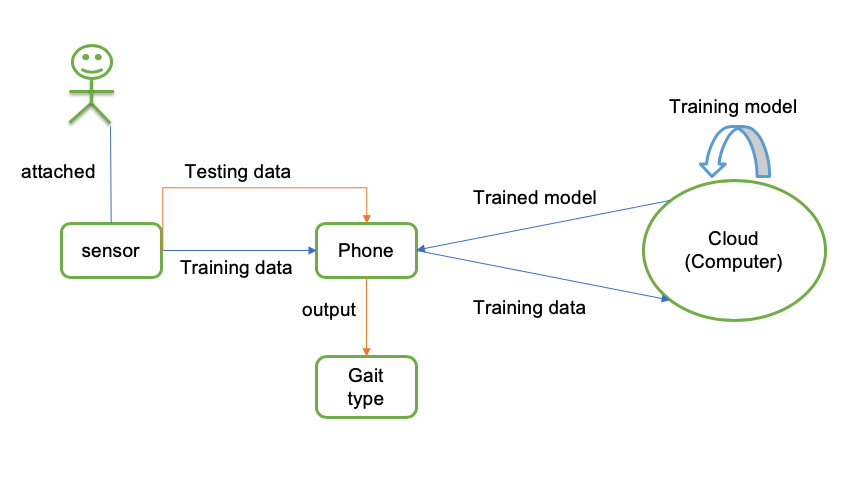 Training model
attached
Testing data
Trained model
sensor
Phone
Cloud
(Computer)
Training data
output
Training data
Gait
type